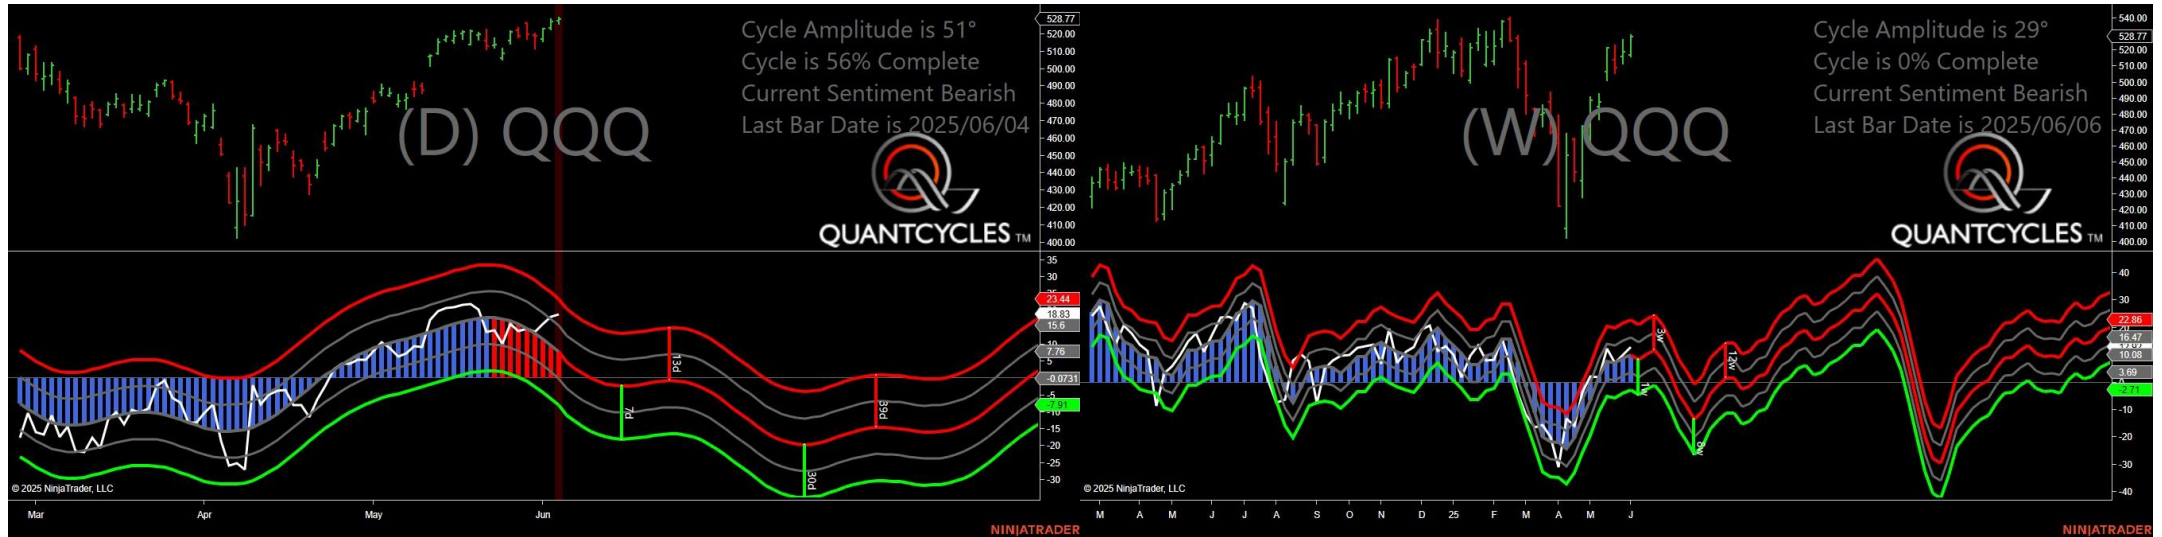 Cycle Amplitude is 51°
Cycle is 56% Complete
Current Sentiment Bearish
Last Bar Date is 2025/06/04
(D) QQQ
QUANTCYCLES TM
528.77
520.00
510.00
500.00
490.00
480.00
470.00
460.00
450.00
440.00
430.00
420.00
410.00
400.00
35
30
23.44
18.83
15.6
10
7.76
5
-0.0731
-5
-7.91
-10
-15
-20
-25
-30
13d
7d
30d
39d
© 2025 NinjaTrader, LLC
Mar Apr May Jun
NINJATRADER
Cycle Amplitude is 29°
Cycle is 0% Complete
Current Sentiment Bearish
Last Bar Date is 2025/06/06
(W) QQQ
QUANTCYCLES TM
540.00
528.77
520.00
510.00
500.00
490.00
480.00
470.00
460.00
450.00
440.00
430.00
420.00
410.00
400.00
40
30
22.86
20
16.47
10.08
3.69
-2.71
-10
-20
-30
-40
3w
1w
12w
8w
© 2025 NinjaTrader, LLC
M A M J J A S O N D 25 F M A M J
NINJATRADER